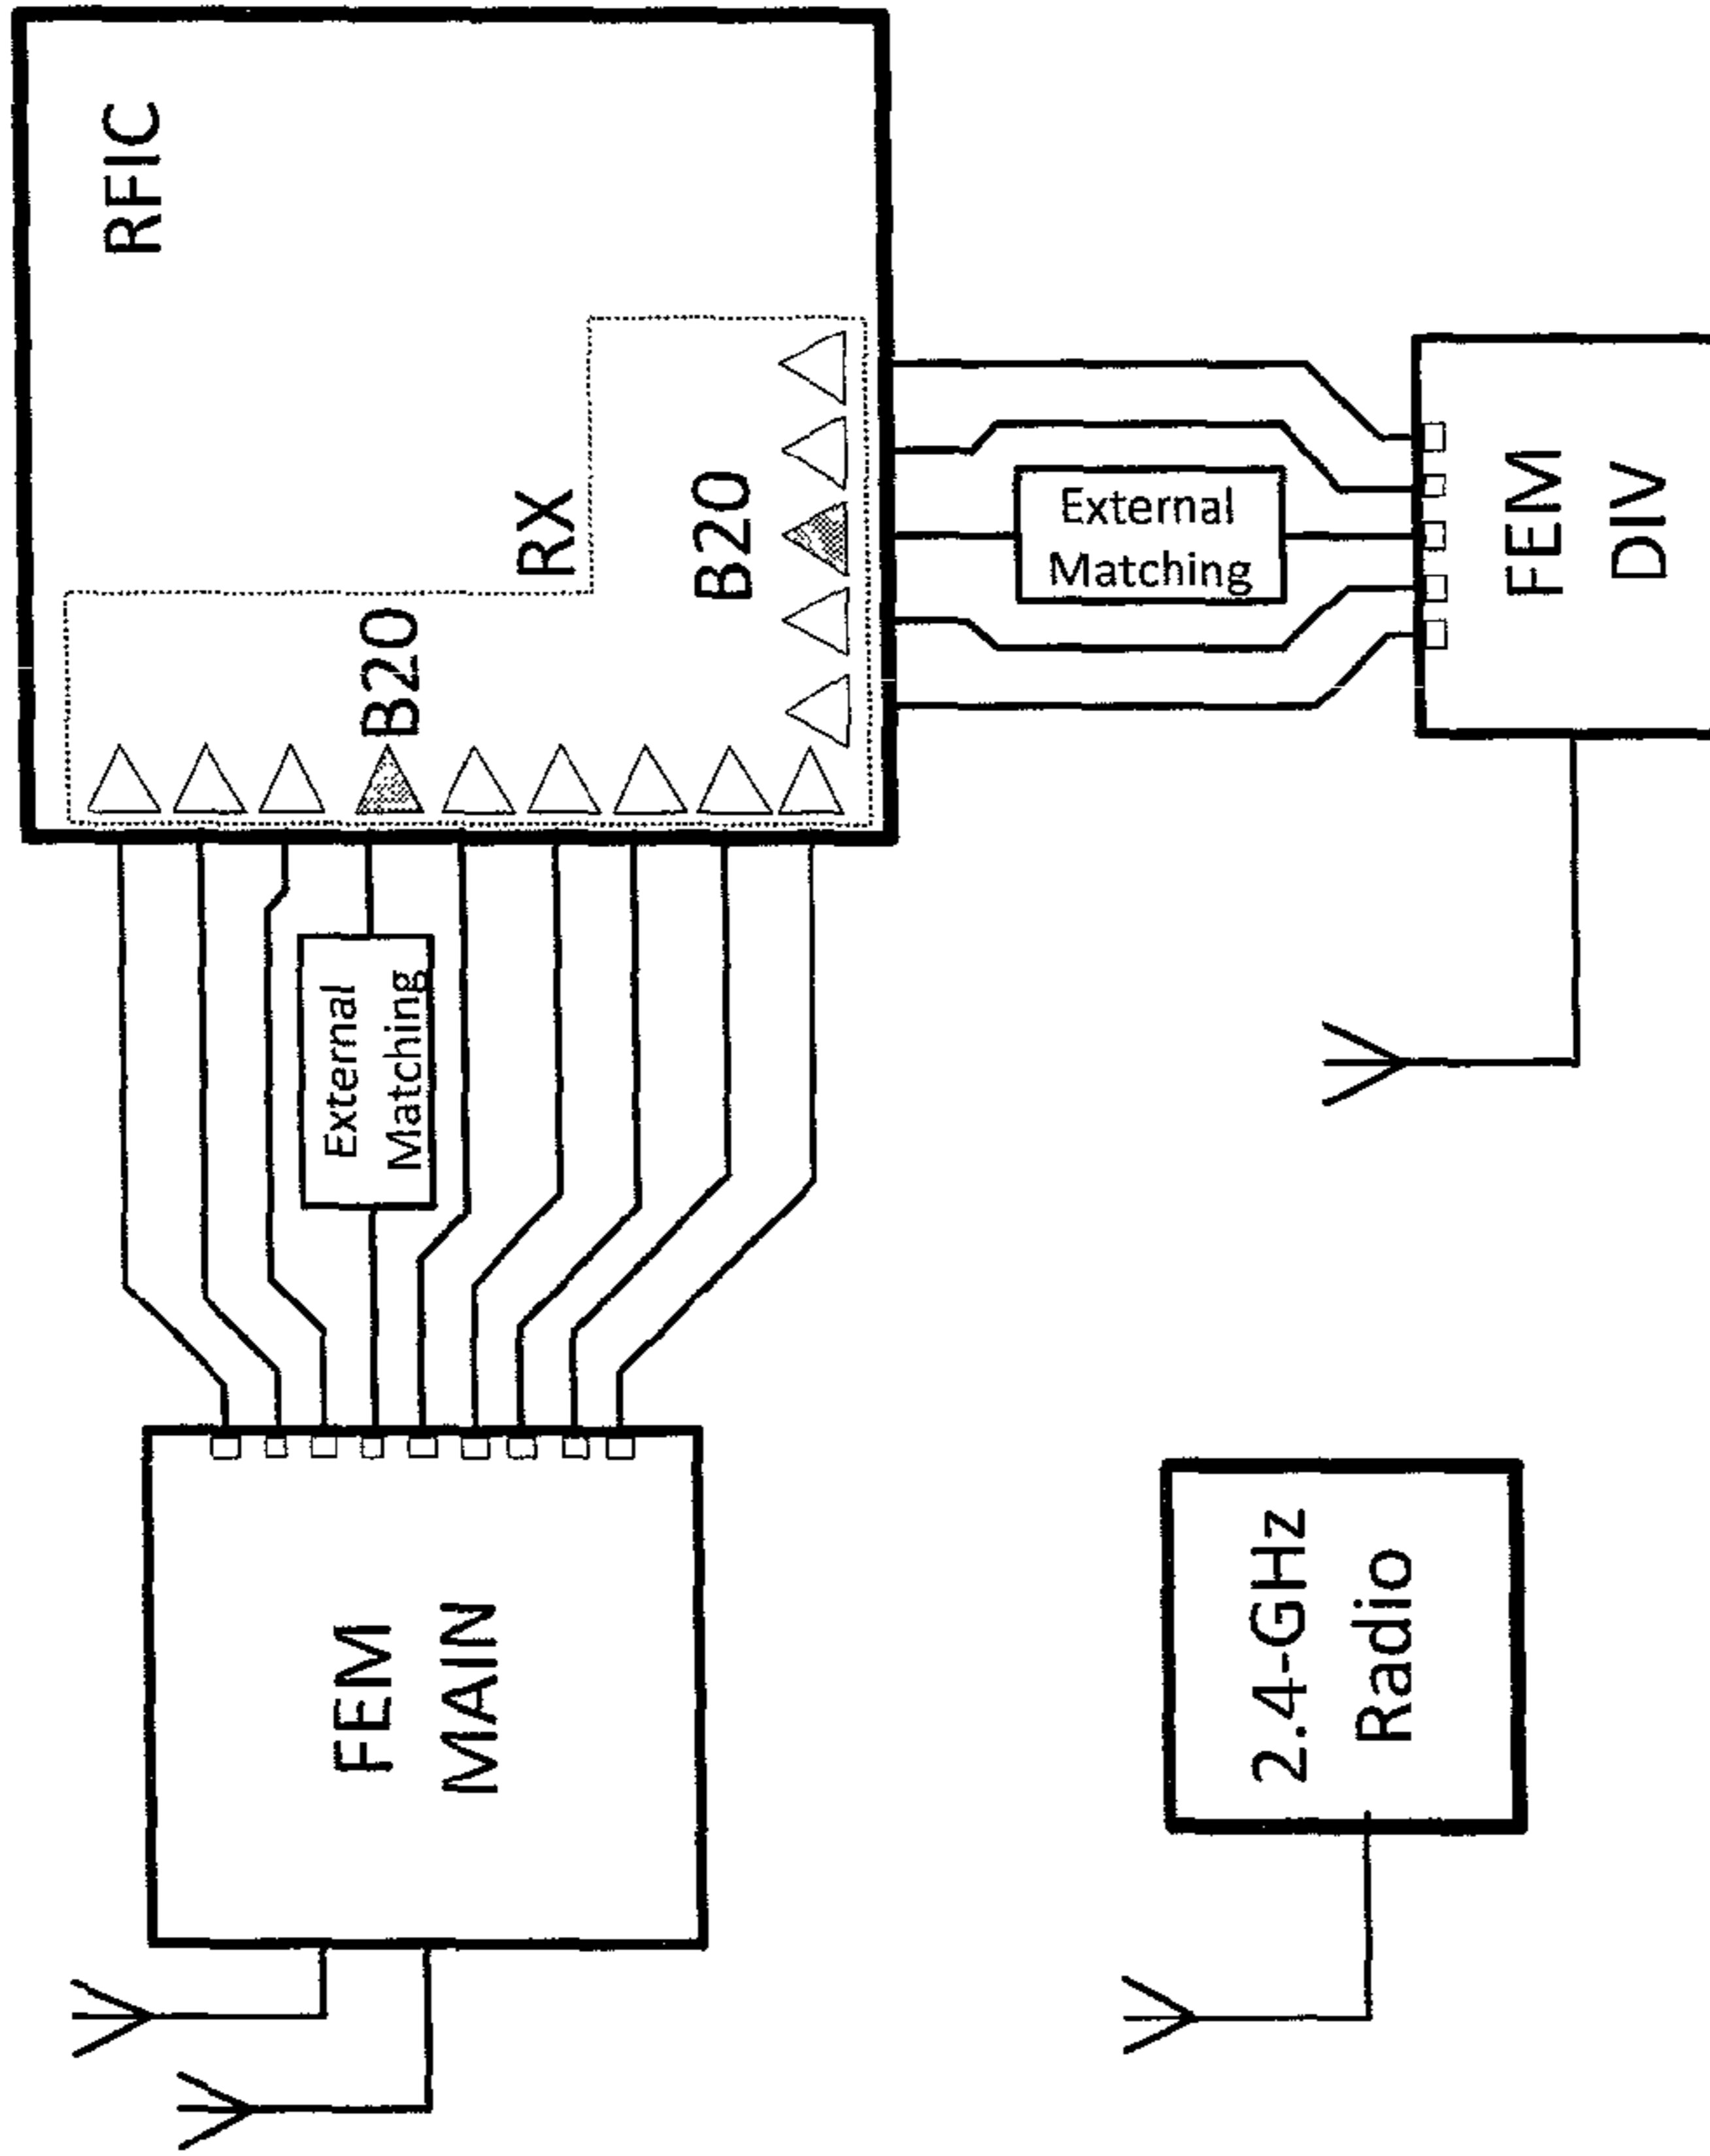 RFIC
RX
B20
B20
External
Matching
External
Matching
FEM
MAIN
FEM
DIV
2.4-GHz
Radio